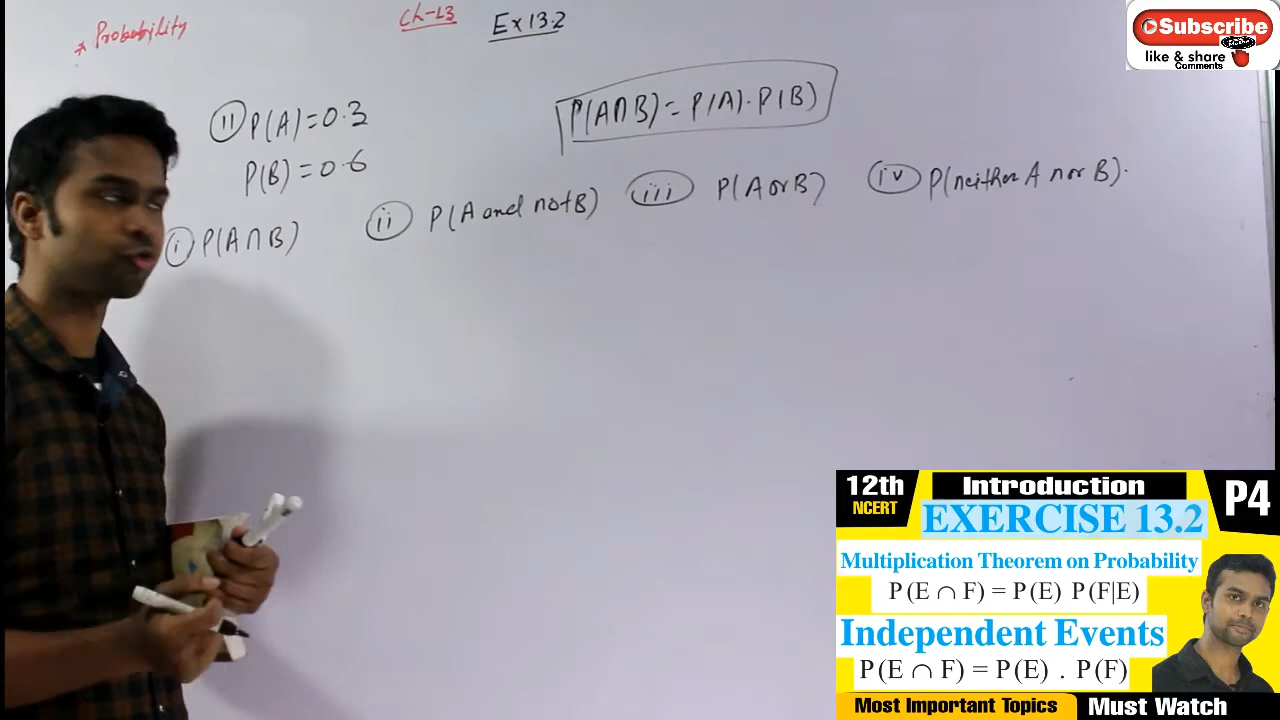 * Probability
Ch-13
Ex 13.2
11 P(A) = 0.3
P(B) = 0.6
P(A∩B) = P(A). P(B)
i P(A∩B)
ii P(A and not B)
iii P(A or B)
iv P(neither A nor B).
Subscribe
like & share
Comments
12th
NCERT
Introduction
EXERCISE 13.2
P4
Multiplication Theorem on Probability
P(E ∩ F) = P(E) P(F|E)
Independent Events
P(E ∩ F) = P(E) . P(F)
Most Important Topics
Must Watch